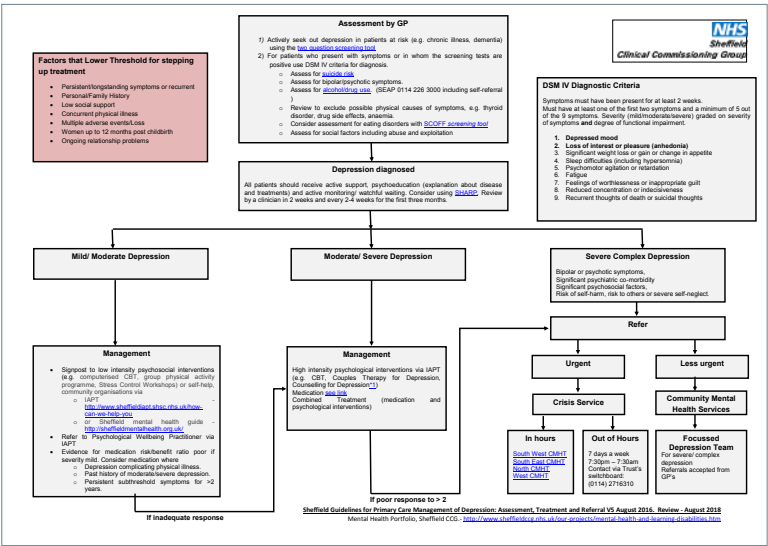 Assessment by GP
1) Actively seek out depression in patients at risk (e.g. chronic illness, dementia)
using the two question screening tool
2) For patients who present with symptoms or in whom the screening tests are
positive use DSM IV criteria for diagnosis.
o Assess for suicide risk
o Assess for bipolar/psychotic symptoms.
o Assess for alcohol/drug use. (SEAP 0114 226 3000 including self-referral
)
o Review to exclude possible physical causes of symptoms, e.g. thyroid
disorder, drug side effects, anaemia.
o Consider assessment for eating disorders with SCOFF screening tool
o Assess for social factors including abuse and exploitation
NHS
Sheffield
Clinical Commissioning Group
Factors that Lower Threshold for stepping
up treatment
• Persistent/longstanding symptoms or recurrent
• Personal/Family History
• Low social support
• Concurrent physical illness
• Multiple adverse events/Loss
• Women up to 12 months post childbirth
• Ongoing relationship problems
DSM IV Diagnostic Criteria
Symptoms must have been present for at least 2 weeks.
Must have at least one of the first two symptoms and a minimum of 5 out
of the 9 symptoms. Severity (mild/moderate/severe) graded on severity
of symptoms and degree of functional impairment.
1. Depressed mood
2. Loss of interest or pleasure (anhedonia)
3. Significant weight loss or gain or change in appetite
4. Sleep difficulties (including hypersomnia)
5. Psychomotor agitation or retardation
6. Fatigue
7. Feelings of worthlessness or inappropriate guilt
8. Reduced concentration or indecisiveness
9. Recurrent thoughts of death or suicidal thoughts
Depression diagnosed
All patients should receive active support, psychoeducation (explanation about disease
and treatments) and active monitoring/ watchful waiting. Consider using SHARP. Review
by a clinician in 2 weeks and every 2-4 weeks for the first three months.
Mild/ Moderate Depression
Moderate/ Severe Depression
Severe Complex Depression
Bipolar or psychotic symptoms,
Significant psychiatric co-morbidity
Significant psychosocial factors,
Risk of self-harm, risk to others or severe self-neglect.
Refer
Management
• Signpost to low intensity psychosocial interventions
(e.g. computerised CBT, group physical activity
programme, Stress Control Workshops) or self-help,
community organisations via
o IAPT -
http://www.sheffieldiapt.shsc.nhs.uk/how-
can-we-help-you
o or Sheffield mental health guide -
http://sheffieldmentalhealth.org.uk/
• Refer to Psychological Wellbeing Practitioner via
IAPT
• Evidence for medication risk/benefit ratio poor if
severity mild. Consider medication where
o Depression complicating physical illness.
o Past history of moderate/severe depression.
o Persistent subthreshold symptoms for >2
years.
Management
High intensity psychological interventions via IAPT
(e.g. CBT, Couples Therapy for Depression,
Counselling for Depression*1)
Medication see link
Combined Treatment (medication and
psychological interventions)
Urgent
Less urgent
Crisis Service
Community Mental
Health Services
In hours
South West CMHT
South East CMHT
North CMHT
West CMHT
Out of Hours
7 days a week
7:30pm – 7:30am
Contact via Trust's
switchboard:
(0114) 2716310
Focussed
Depression Team
For severe/ complex
depression
Referrals accepted from
GP's
If inadequate response
If poor response to > 2
Sheffield Guidelines for Primary Care Management of Depression: Assessment, Treatment and Referral V5 August 2016. Review - August 2018
Mental Health Portfolio, Sheffield CCG.- http://www.sheffieldccg.nhs.uk/our-projects/mental-health-and-learning-disabilities.htm